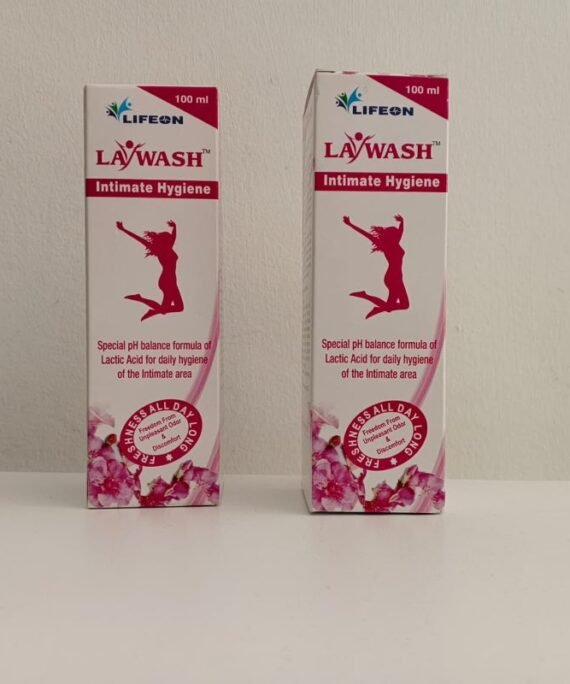 100 ml
LIFEON
LAYWASH™
Intimate Hygiene
Special pH balance formula of
Lactic Acid for daily hygiene
of the Intimate area
FRESHNESS ALL DAY LONG
Freedom From
Unpleasant Odor
&
Discomfort
100 ml
LIFEON
LAYWASH™
Intimate Hygiene
Special pH balance formula of
Lactic Acid for daily hygiene
of the Intimate area
FRESHNESS ALL DAY LONG
Freedom From
Unpleasant Odor
&
Discomfort